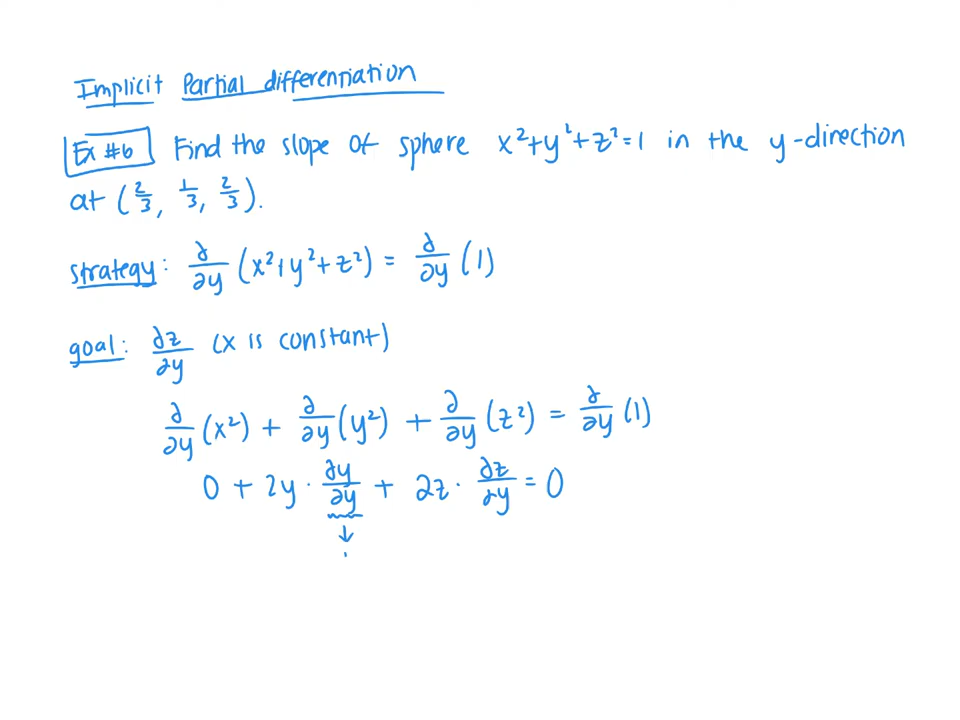 Implicit Partial differentiation
Ex #6 Find the slope of sphere x²+y²+z²=1 in the y-direction
at (2/3, 1/3, 2/3).
strategy: ∂/∂y (x²+y²+z²) = ∂/∂y (1)
goal: ∂z/∂y (x is constant)
∂/∂y (x²) + ∂/∂y (y²) + ∂/∂y (z²) = ∂/∂y (1)
0 + 2y · ∂y/∂y + 2z · ∂z/∂y = 0
↓